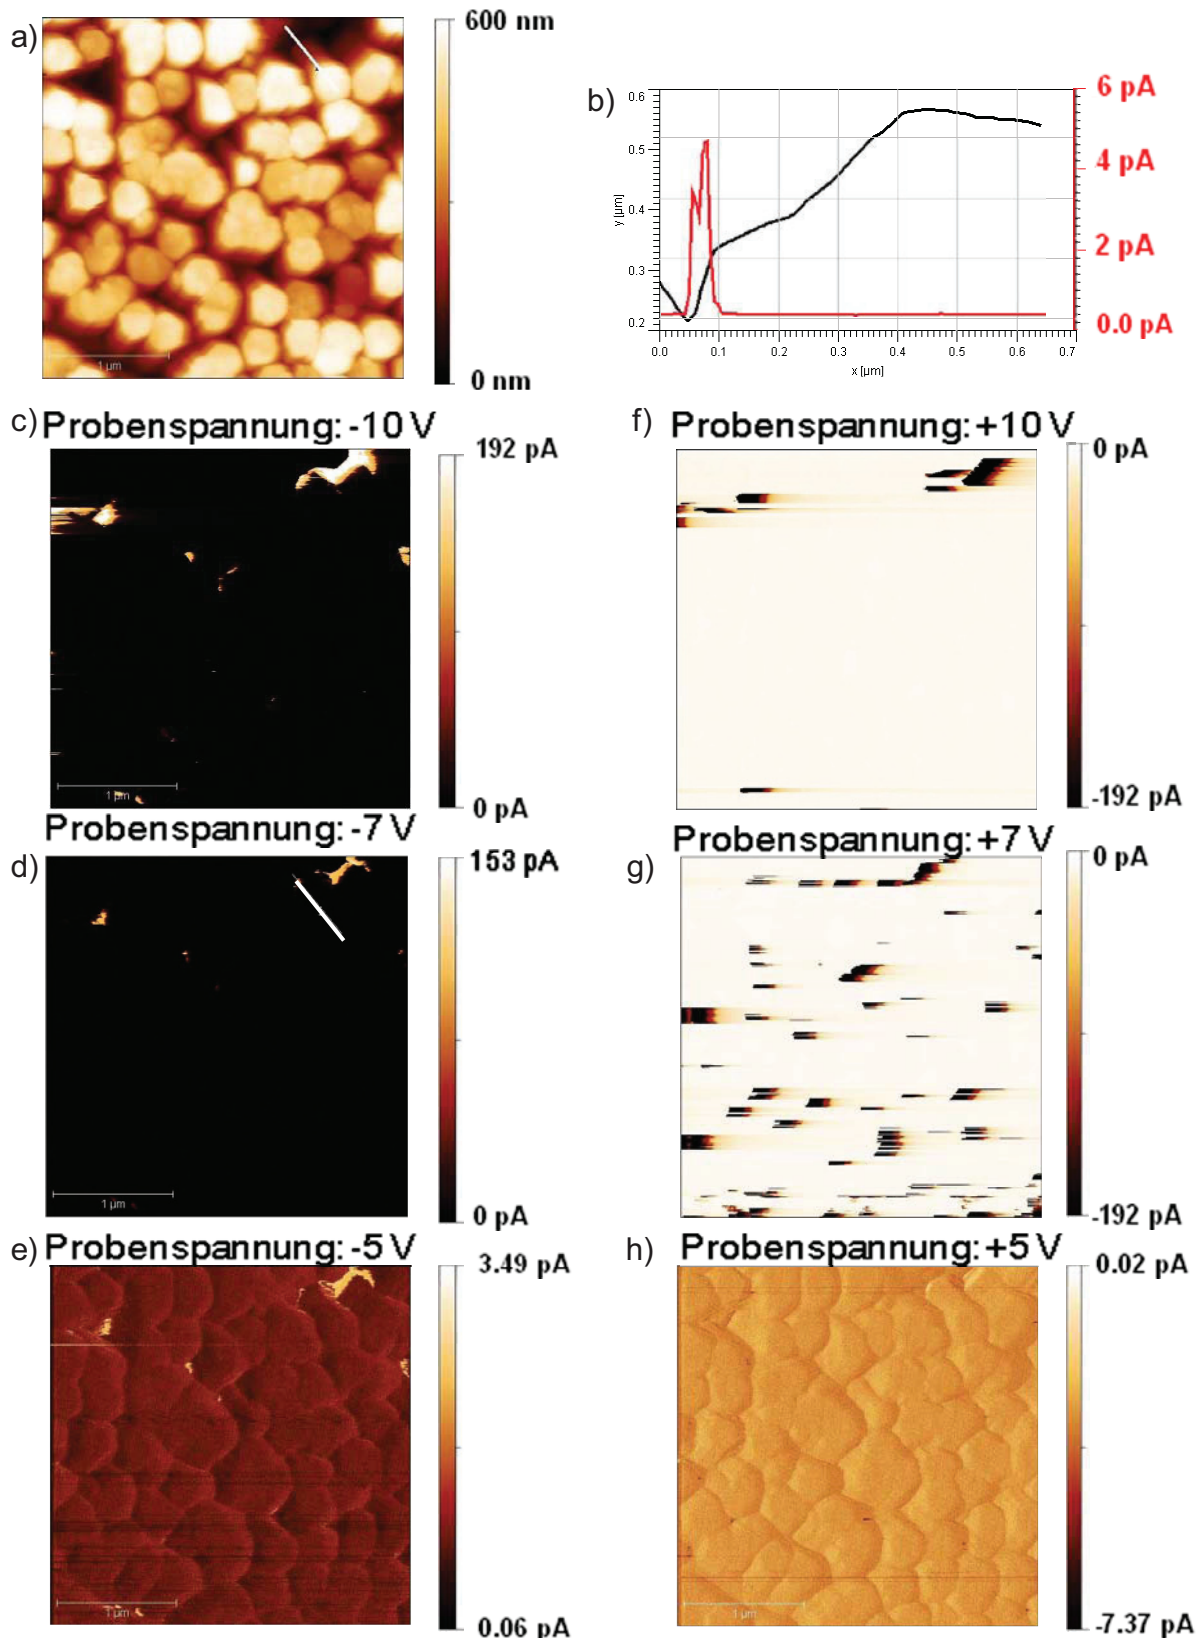 a)
600 nm
1 µm
0 nm
b)
0.6
0.5
0.4
0.3
0.2
y [µm]
0.0 0.1 0.2 0.3 0.4 0.5 0.6 0.7
x [µm]
6 pA
4 pA
2 pA
0.0 pA
c) Probenspannung: -10 V
192 pA
1 µm
0 pA
f) Probenspannung: +10 V
0 pA
-192 pA
d) Probenspannung: -7 V
153 pA
1 µm
0 pA
g) Probenspannung: +7 V
0 pA
-192 pA
e) Probenspannung: -5 V
3.49 pA
1 µm
0.06 pA
h) Probenspannung: +5 V
0.02 pA
1 µm
-7.37 pA